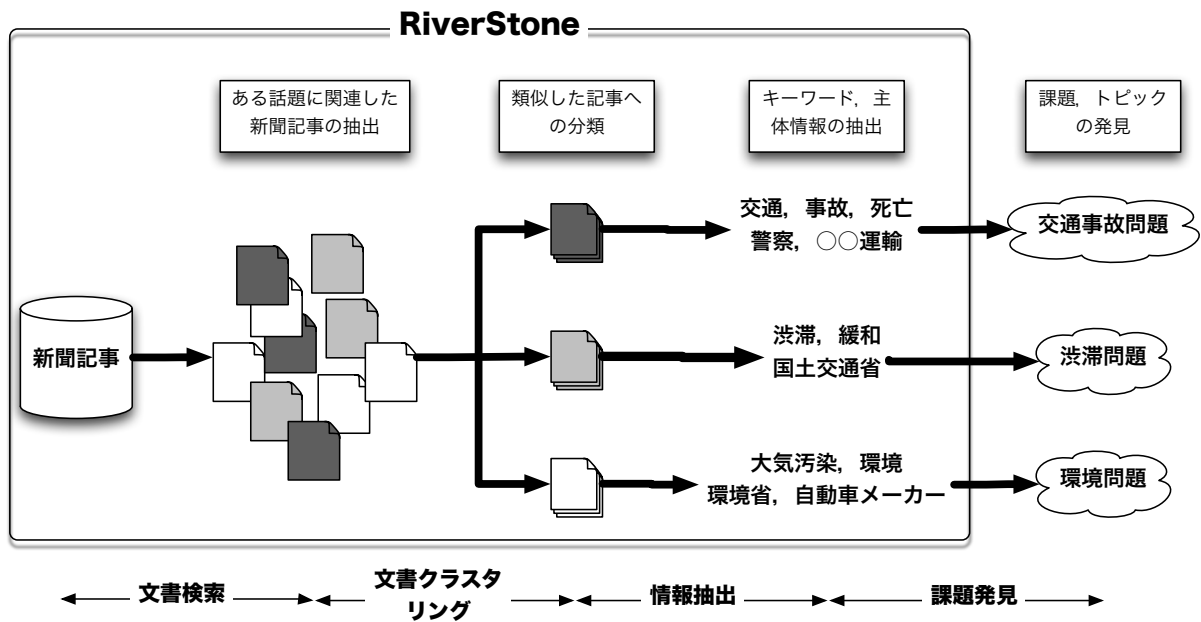 RiverStone
ある話題に関連した
新聞記事の抽出
類似した記事へ
の分類
キーワード，主
体情報の抽出
課題，トピック
の発見
新聞記事
交通，事故，死亡
警察，○○運輸
交通事故問題
渋滞，緩和
国土交通省
渋滞問題
大気汚染，環境
環境省，自動車メーカー
環境問題
文書検索
文書クラスタ
リング
情報抽出
課題発見